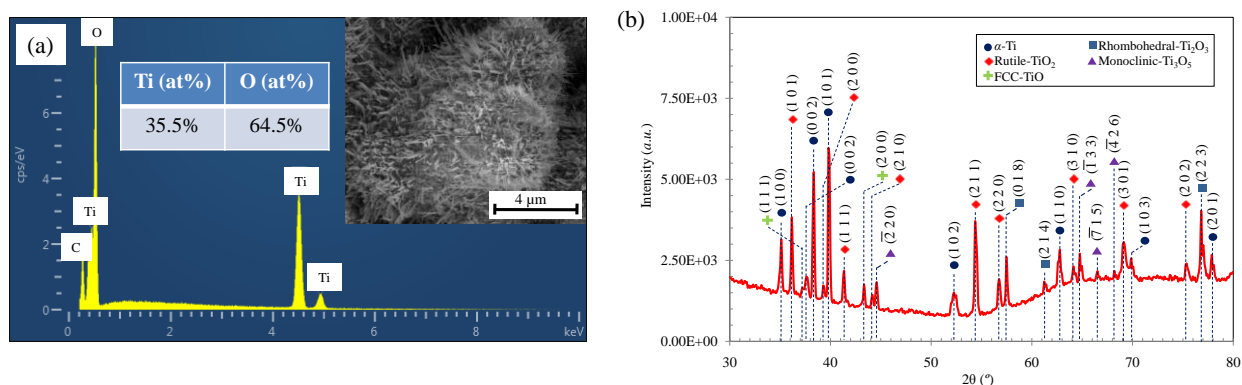 (a)
O
Ti
C
Ti
Ti
Ti (at%) O (at%)
35.5% 64.5%
4 µm
cps/eV
6
4
2
0
0 2 4 6 8 keV
(b)
Intensity (a.u.)
1.00E+04
7.50E+03
5.00E+03
2.50E+03
0.00E+00
α-Ti
Rutile-TiO₂
FCC-TiO
Rhombohedral-Ti₂O₃
Monoclinic-Ti₃O₅
(1 1 1)
(1 0 0)
(1 0 1)
(0 0 2)
(1 0 1)
(2 0 0)
(0 0 2)
(1 1 1)
(2 0 0)
(2 1 0)
(2̅ 2 0)
(1 0 2)
(2 1 1)
(2 2 0)
(0 1 8)
(2 1 4)
(1 1 0)
(3 1 0)
(1̅ 3 3)
(7̅ 1 5)
(4̅ 2 6)
(3 0 1)
(1 0 3)
(2 0 2)
(2 2 3)
(2 0 1)
30 40 50 60 70 80
2θ (º)